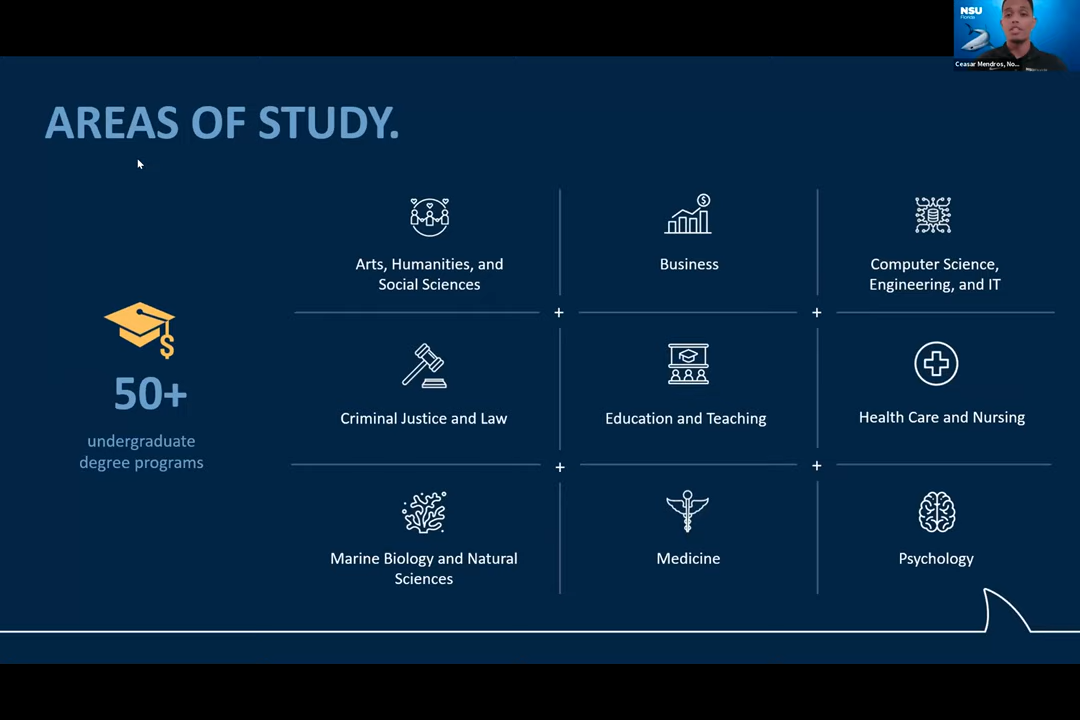 NSU
Florida
Ceasar Mendros, No...
AREAS OF STUDY.
50+
undergraduate
degree programs
Arts, Humanities, and
Social Sciences
$
Business
Computer Science,
Engineering, and IT
Criminal Justice and Law
Education and Teaching
Health Care and Nursing
Marine Biology and Natural
Sciences
Medicine
Psychology